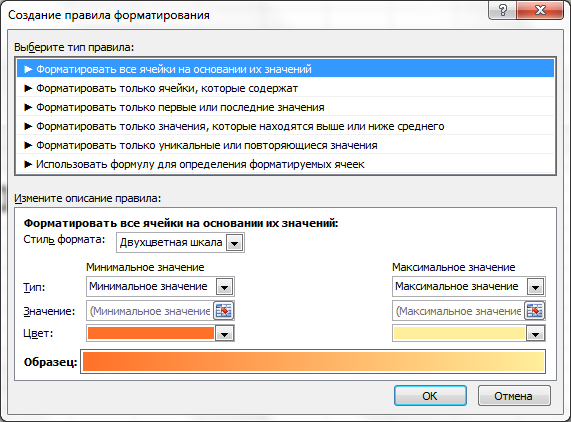 Создание правила форматирования
Выберите тип правила:
► Форматировать все ячейки на основании их значений
► Форматировать только ячейки, которые содержат
► Форматировать только первые или последние значения
► Форматировать только значения, которые находятся выше или ниже среднего
► Форматировать только уникальные или повторяющиеся значения
► Использовать формулу для определения форматируемых ячеек
Измените описание правила:
Форматировать все ячейки на основании их значений:
Стиль формата: Двухцветная шкала
Минимальное значение Максимальное значение
Тип: Минимальное значение Максимальное значение
Значение: (Минимальное значение (Максимальное значение
Цвет:
Образец:
ОК Отмена